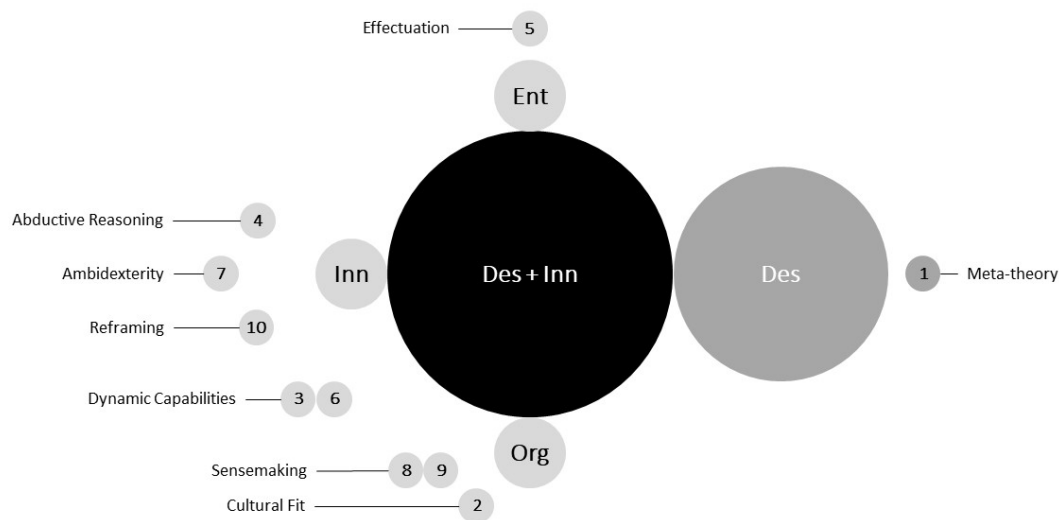 Effectuation 5
Ent
Abductive Reasoning 4
Ambidexterity 7 Inn Des + Inn Des 1 Meta-theory
Reframing 10
Dynamic Capabilities 3 6
Org
Sensemaking 8 9
Cultural Fit 2